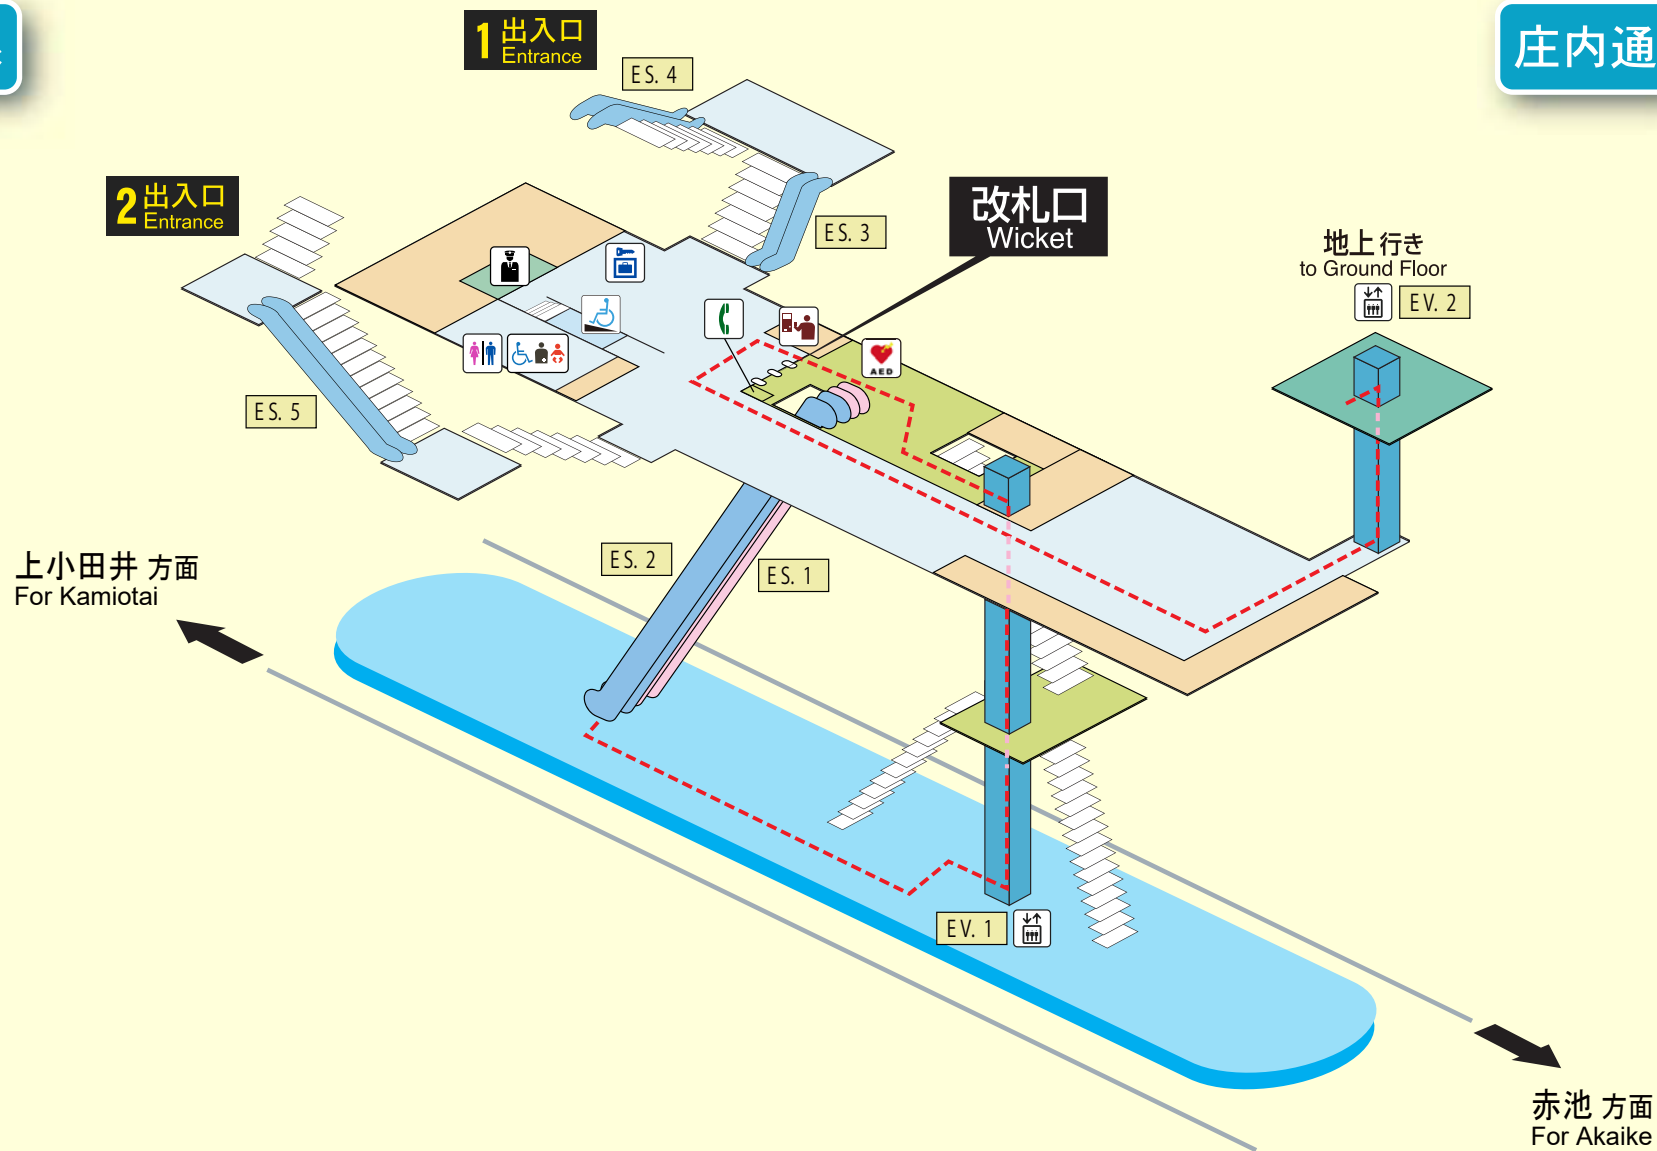 1 出入口
Entrance
ES. 4
庄内通
2 出入口
Entrance
ES. 3
改札口
Wicket
地上 行き
to Ground Floor
EV. 2
AED
ES. 5
ES. 2
ES. 1
上小田井 方面
For Kamiotai
EV. 1
赤池 方面
For Akaike